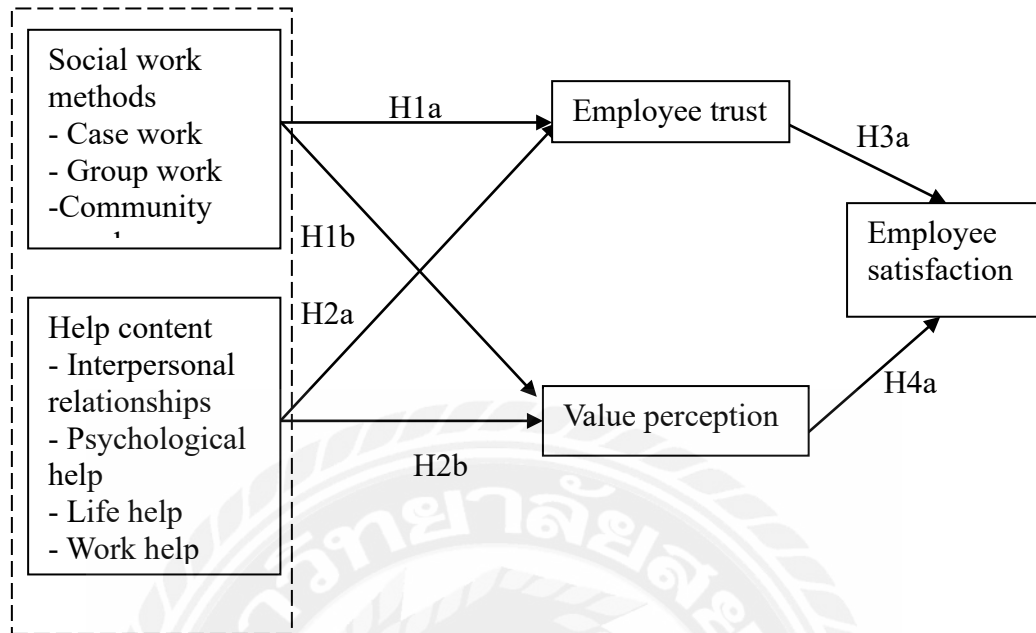 Social work
methods
- Case work
- Group work
-Community
Help content
- Interpersonal
relationships
- Psychological
help
- Life help
- Work help
H1a
H1b
H2a
H2b
Employee trust
Value perception
H3a
H4a
Employee
satisfaction